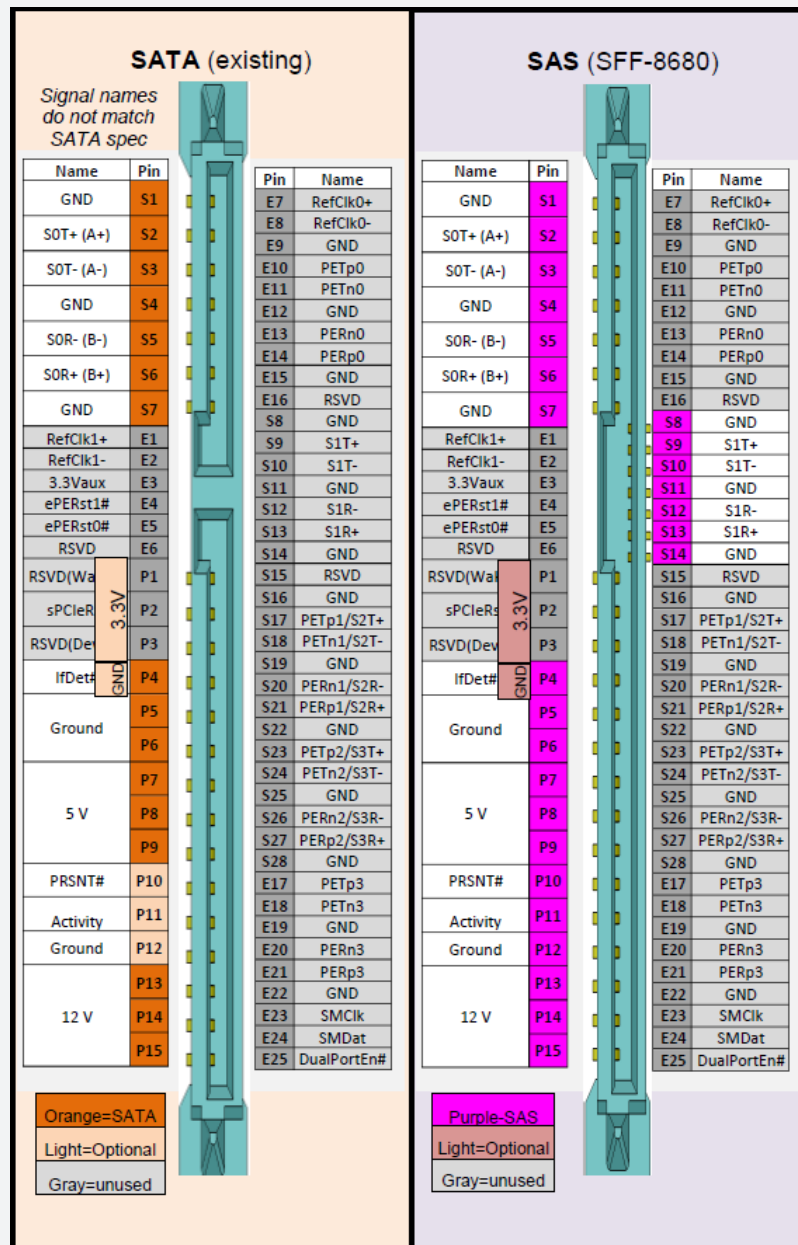 SATA (existing)
Signal names
do not match
SATA spec
Name Pin
GND S1
S0T+ (A+) S2
S0T- (A-) S3
GND S4
S0R- (B-) S5
S0R+ (B+) S6
GND S7
RefClk1+ E1
RefClk1- E2
3.3Vaux E3
ePERst1# E4
ePERst0# E5
RSVD E6
RSVD(Wa P1
sPCIeR P2
RSVD(De P3
3.3V
IfDet# P4
GND
Ground P5
P6
P7
5 V P8
P9
PRSNT# P10
Activity P11
Ground P12
P13
12 V P14
P15
Pin Name
E7 RefClk0+
E8 RefClk0-
E9 GND
E10 PETp0
E11 PETn0
E12 GND
E13 PERn0
E14 PERp0
E15 GND
E16 RSVD
S8 GND
S9 S1T+
S10 S1T-
S11 GND
S12 S1R-
S13 S1R+
S14 GND
S15 RSVD
S16 GND
S17 PETp1/S2T+
S18 PETn1/S2T-
S19 GND
S20 PERn1/S2R-
S21 PERp1/S2R+
S22 GND
S23 PETp2/S3T+
S24 PETn2/S3T-
S25 GND
S26 PERn2/S3R-
S27 PERp2/S3R+
S28 GND
E17 PETp3
E18 PETn3
E19 GND
E20 PERn3
E21 PERp3
E22 GND
E23 SMClk
E24 SMDat
E25 DualPortEn#
Orange=SATA
Light=Optional
Gray=unused
SAS (SFF-8680)
Name Pin
GND S1
S0T+ (A+) S2
S0T- (A-) S3
GND S4
S0R- (B-) S5
S0R+ (B+) S6
GND S7
RefClk1+ E1
RefClk1- E2
3.3Vaux E3
ePERst1# E4
ePERst0# E5
RSVD E6
RSVD(Wa P1
sPCIeRs P2
RSVD(De P3
3.3V
IfDet# P4
GND
Ground P5
P6
P7
5 V P8
P9
PRSNT# P10
Activity P11
Ground P12
P13
12 V P14
P15
Pin Name
E7 RefClk0+
E8 RefClk0-
E9 GND
E10 PETp0
E11 PETn0
E12 GND
E13 PERn0
E14 PERp0
E15 GND
E16 RSVD
S8 GND
S9 S1T+
S10 S1T-
S11 GND
S12 S1R-
S13 S1R+
S14 GND
S15 RSVD
S16 GND
S17 PETp1/S2T+
S18 PETn1/S2T-
S19 GND
S20 PERn1/S2R-
S21 PERp1/S2R+
S22 GND
S23 PETp2/S3T+
S24 PETn2/S3T-
S25 GND
S26 PERn2/S3R-
S27 PERp2/S3R+
S28 GND
E17 PETp3
E18 PETn3
E19 GND
E20 PERn3
E21 PERp3
E22 GND
E23 SMClk
E24 SMDat
E25 DualPortEn#
Purple-SAS
Light=Optional
Gray=unused